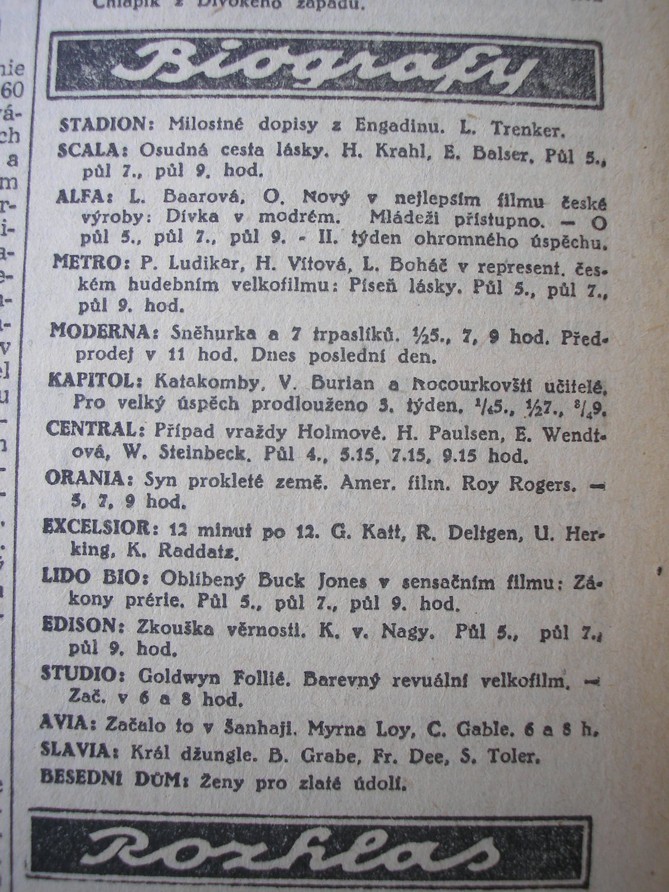 Chlapík z Divokého západu.
Biografy
STADION: Milostné dopisy z Engadinu. L. Trenker.
SCALA: Osudná cesta lásky. H. Krahl, E. Balser. Půl 5.,
půl 7., půl 9. hod.
ALFA: L. Baarová, O. Nový v nejlepším filmu české
výroby: Dívka v modrém. Mládeži přístupno. — O
půl 5., půl 7., půl 9. - II. týden ohromného úspěchu.
METRO: P. Ludikar, H. Vítová, L. Boháč v represent. čes-
kém hudebním velkofilmu: Píseň lásky. Půl 5., půl 7.,
půl 9. hod.
MODERNA: Sněhurka a 7 trpaslíků. ½5., 7, 9 hod. Před-
prodej v 11 hod. Dnes poslední den.
KAPITOL: Katakomby. V. Burian a Kocourkovští učitelé.
Pro velký úspěch prodlouženo 3. týden. ¼5., ½7., ¾9.
CENTRAL: Případ vraždy Holmové. H. Paulsen, E. Wendt-
ová, W. Steinbeck. Půl 4., 5.15, 7.15, 9.15 hod.
ORANIA: Syn prokleté země. Amer. film. Roy Rogers. —
5, 7, 9 hod.
EXCELSIOR: 12 minut po 12. G. Katt, R. Deltgen, U. Her-
king, K. Raddatz.
LIDO BIO: Oblíbený Buck Jones v sensačním filmu: Zá-
kony prérie. Půl 5., půl 7., půl 9. hod.
EDISON: Zkouška věrnosti. K. v. Nagy. Půl 5., půl 7.,
půl 9. hod.
STUDIO: Goldwyn Follié. Barevný revuální velkofilm. —
Zač. v 6 a 8 hod.
AVIA: Začalo to v Šanhaji. Myrna Loy, C. Gable. 6 a 8 h.
SLAVIA: Král džungle. B. Grabe, Fr. Dee, S. Toler.
BESEDNÍ DŮM: Ženy pro zlaté údolí.
Rozhlas